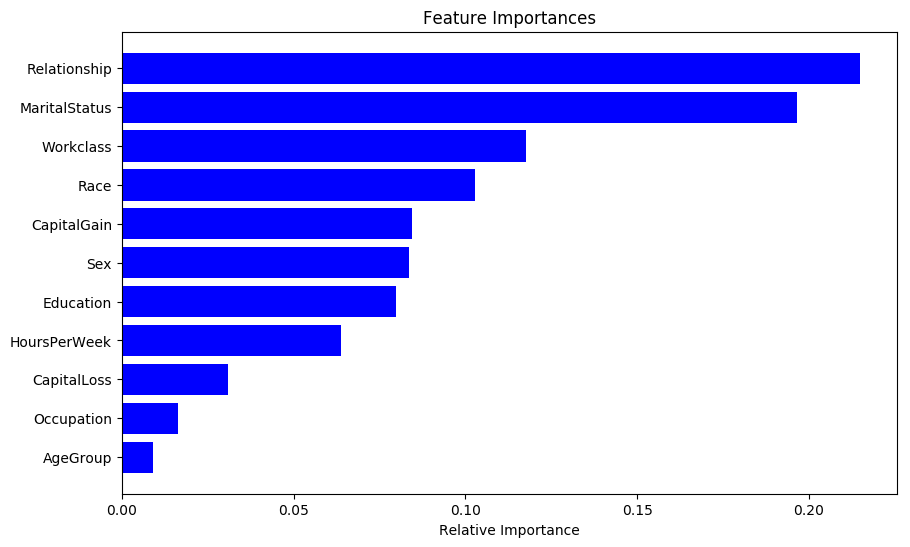 Feature Importances
Relationship
MaritalStatus
Workclass
Race
CapitalGain
Sex
Education
HoursPerWeek
CapitalLoss
Occupation
AgeGroup
0.00 0.05 0.10 0.15 0.20
Relative Importance